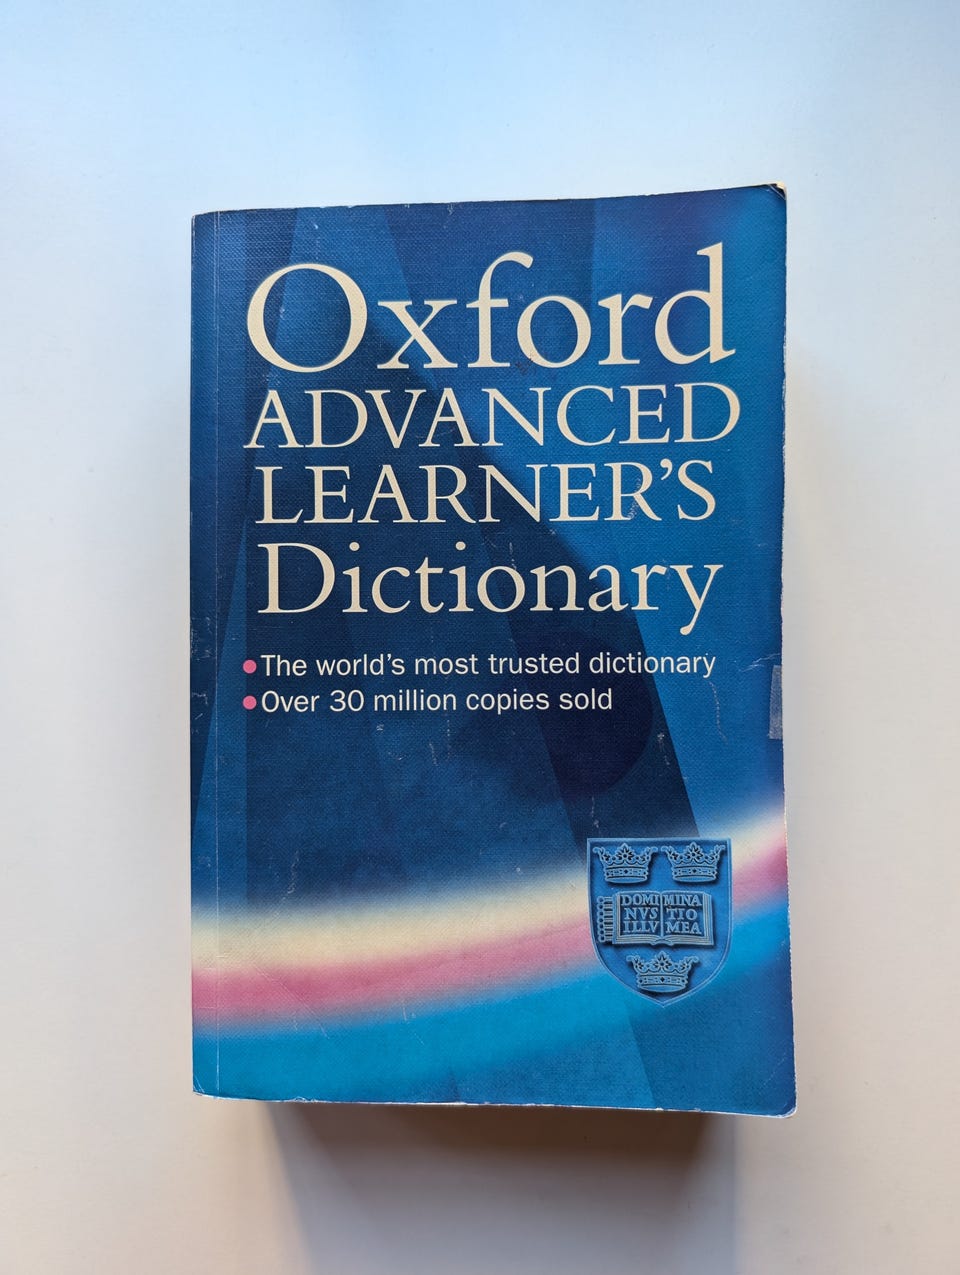 Oxford
ADVANCED
LEARNER'S
Dictionary
The world's most trusted dictionary
Over 30 million copies sold
DOMI MINA
NVS TIO
ILLV MEA